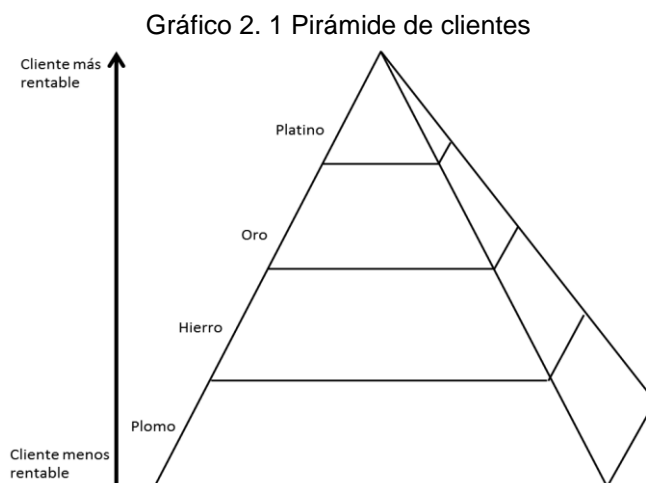 Gráfico 2. 1 Pirámide de clientes
Cliente más
rentable
Platino
Oro
Hierro
Plomo
Cliente menos
rentable